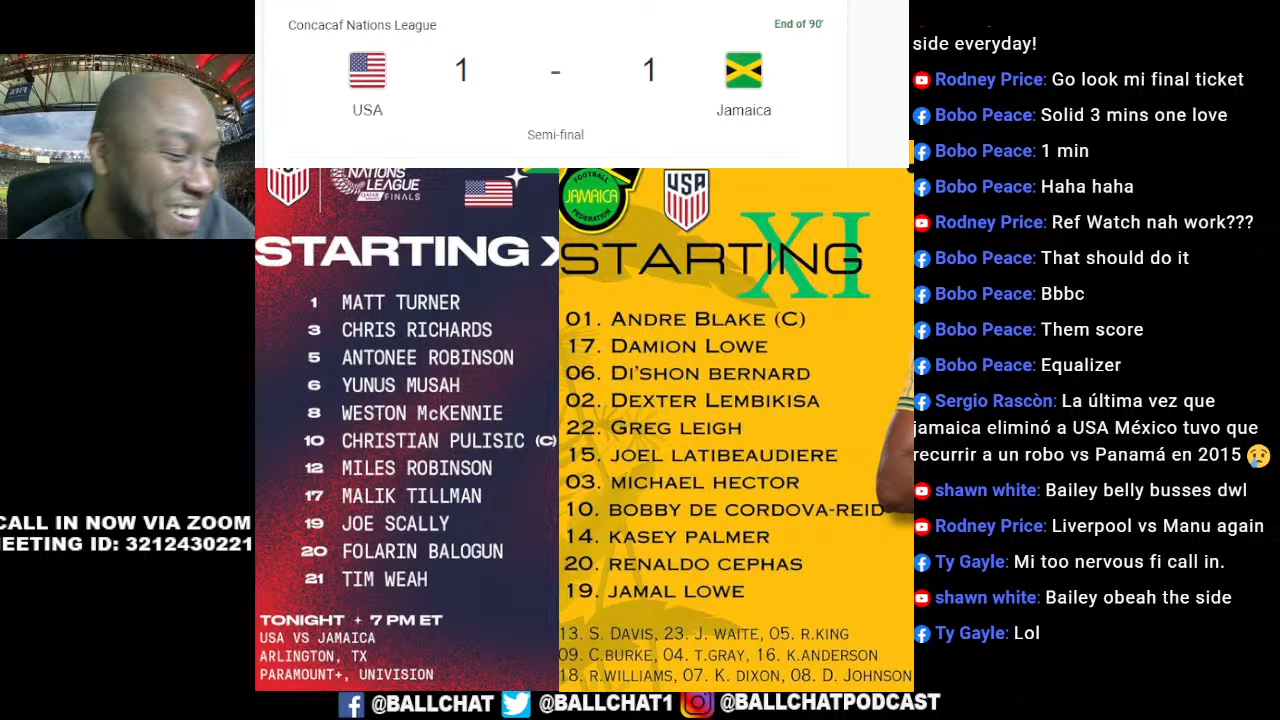 Concacaf Nations League
End of 90'
1 - 1
USA
Jamaica
Semi-final
NATIONS
LEAGUE
FINALS
STARTING X
1 MATT TURNER
3 CHRIS RICHARDS
5 ANTONEE ROBINSON
6 YUNUS MUSAH
8 WESTON McKENNIE
10 CHRISTIAN PULISIC (C)
12 MILES ROBINSON
17 MALIK TILLMAN
19 JOE SCALLY
20 FOLARIN BALOGUN
21 TIM WEAH
TONIGHT + 7 PM ET
USA VS JAMAICA
ARLINGTON, TX
PARAMOUNT+, UNIVISION
FOOTBALL
JAMAICA
FEDERATION
USA
STARTING
XI
01. ANDRE BLAKE (C)
17. DAMION LOWE
06. DI'SHON BERNARD
02. DEXTER LEMBIKISA
22. GREG LEIGH
15. JOEL LATIBEAUDIERE
03. MICHAEL HECTOR
10. BOBBY DE CORDOVA-REID
14. KASEY PALMER
20. RENALDO CEPHAS
19. JAMAL LOWE
13. S. DAVIS, 23. J. WAITE, 05. R.KING
09. C.BURKE, 04. T.GRAY, 16. K.ANDERSON
18. R.WILLIAMS, 07. K. DIXON, 08. D. JOHNSON
side everyday!
Rodney Price: Go look mi final ticket
Bobo Peace: Solid 3 mins one love
Bobo Peace: 1 min
Bobo Peace: Haha haha
Rodney Price: Ref Watch nah work???
Bobo Peace: That should do it
Bobo Peace: Bbbc
Bobo Peace: Them score
Bobo Peace: Equalizer
Sergio Rascòn: La última vez que
jamaica eliminó a USA México tuvo que
recurrir a un robo vs Panamá en 2015 😢
shawn white: Bailey belly busses dwl
Rodney Price: Liverpool vs Manu again
Ty Gayle: Mi too nervous fi call in.
shawn white: Bailey obeah the side
Ty Gayle: Lol
CALL IN NOW VIA ZOOM
MEETING ID: 3212430221
@BALLCHAT @BALLCHAT1 @BALLCHATPODCAST